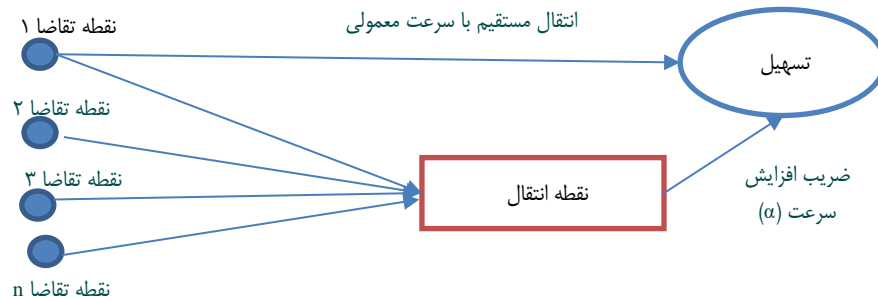 نقطه تقاضا ۱
انتقال مستقیم با سرعت معمولی
تسهیل
نقطه تقاضا ۲
نقطه تقاضا ۳
نقطه انتقال
ضریب افزایش
سرعت (α)
نقطه تقاضا n